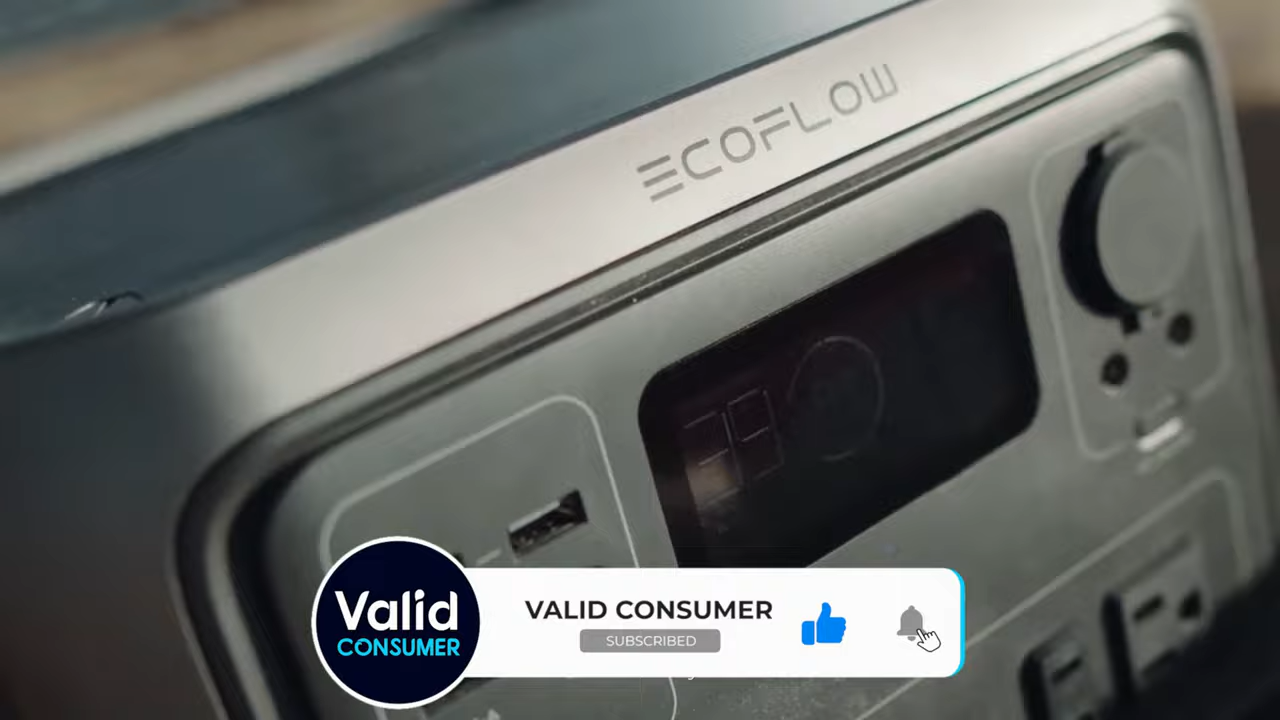 ECOFLOW
Valid
CONSUMER
VALID CONSUMER
SUBSCRIBED